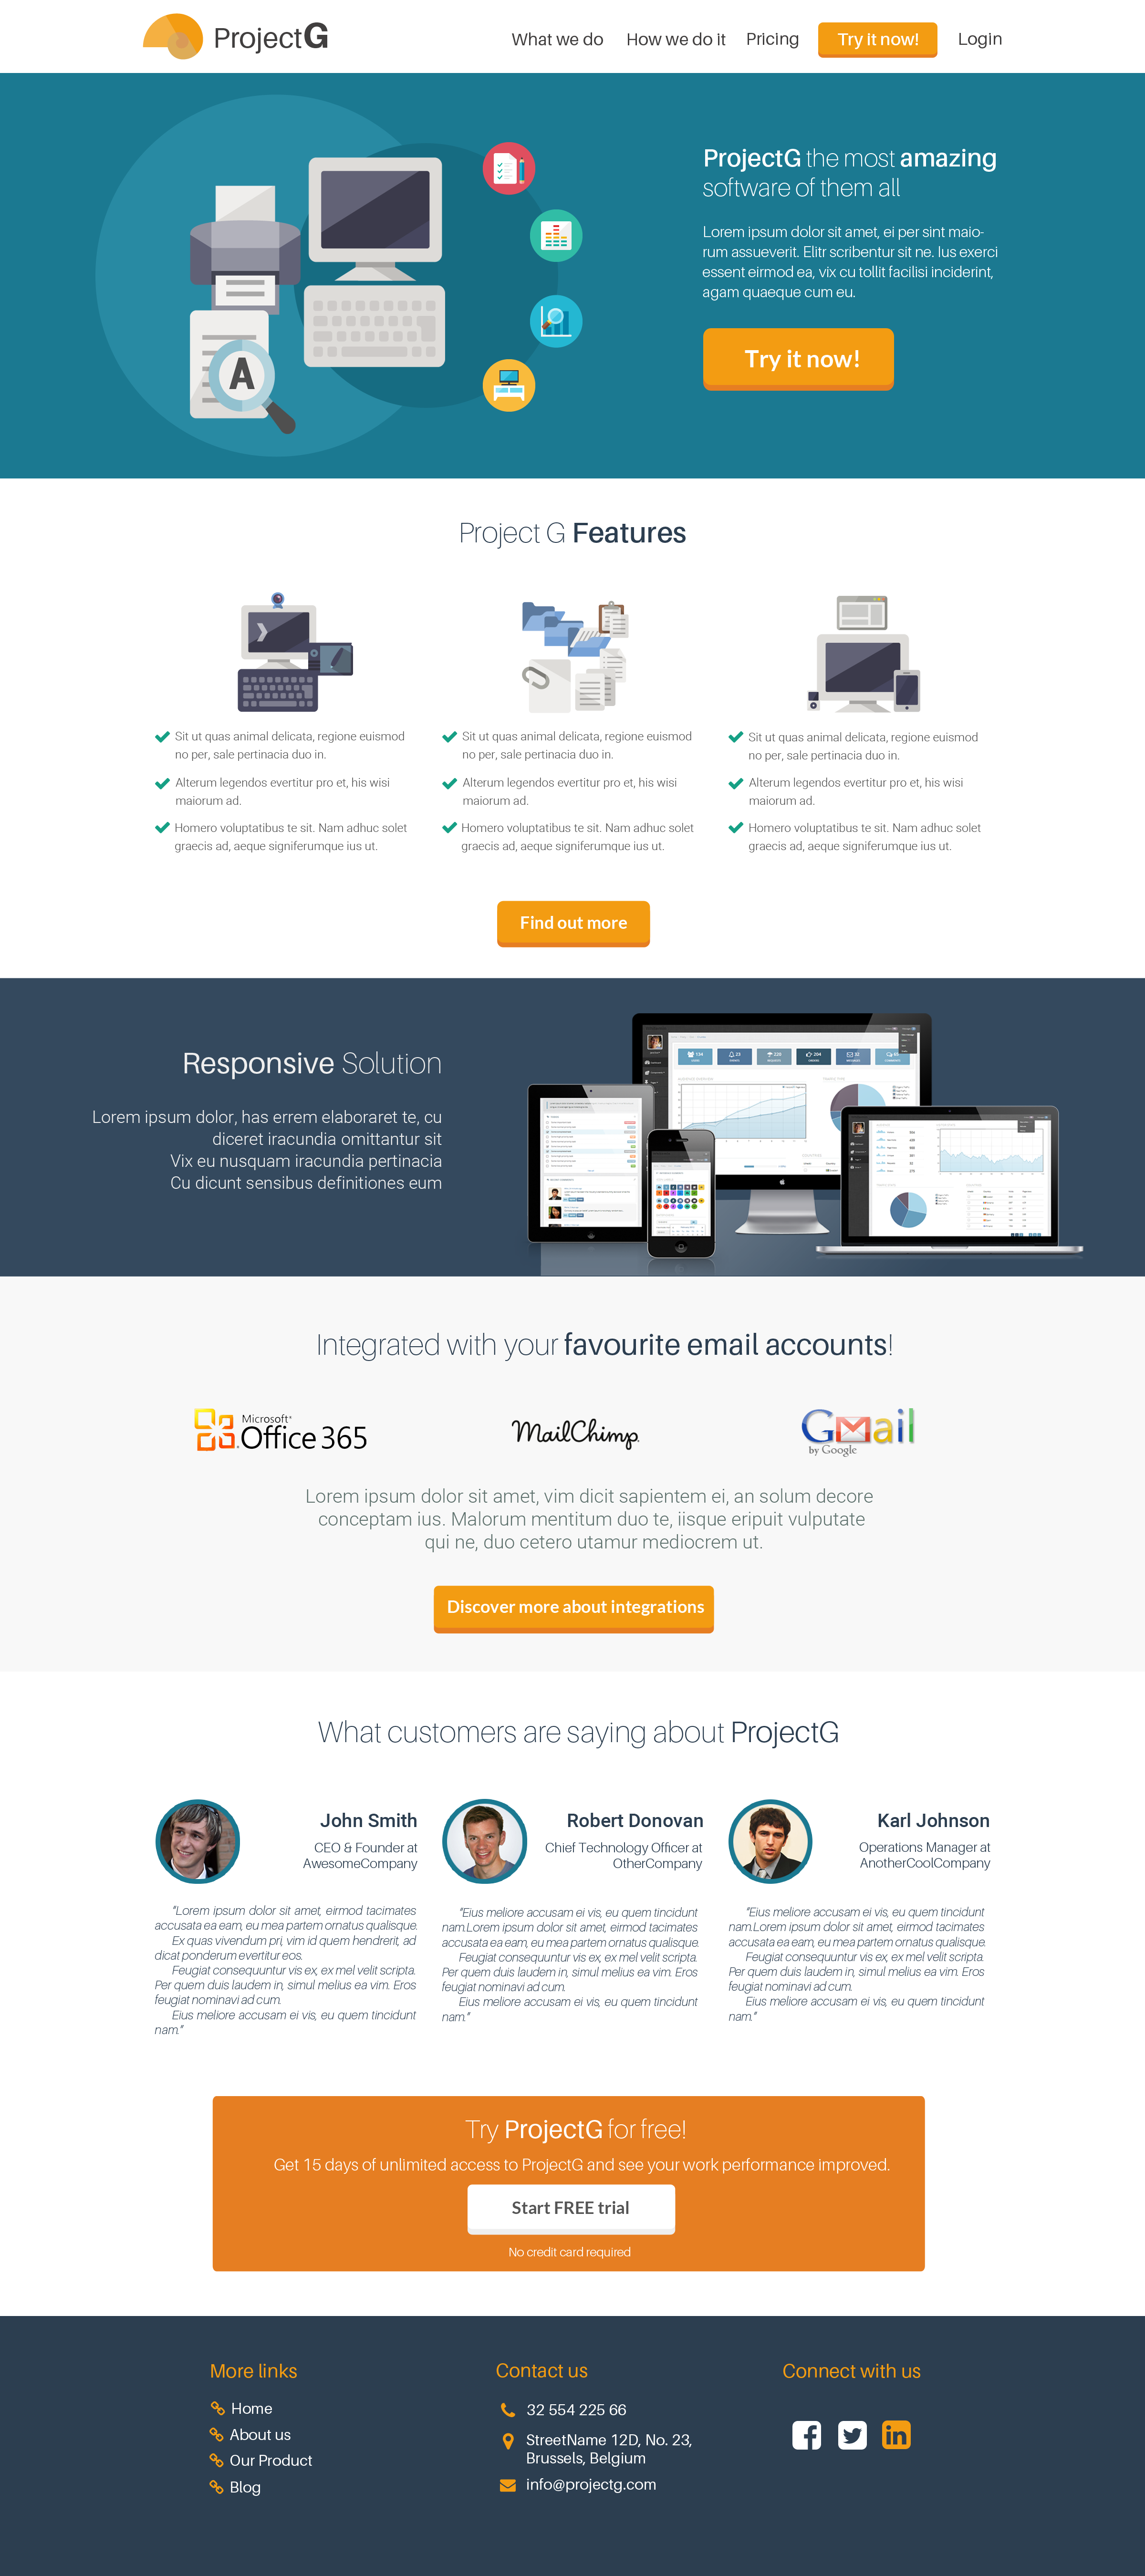 ProjectG
What we do How we do it Pricing Try it now! Login
ProjectG the most amazing
software of them all
Lorem ipsum dolor sit amet, ei per sint maio-
rum assueverit. Elitr scribentur sit ne. Ius exerci
essent eirmod ea, vix cu tollit facilisi inciderint,
agam quaeque cum eu.
A
Try it now!
Project G Features
Sit ut quas animal delicata, regione euismod
no per, sale pertinacia duo in.
Alterum legendos evertitur pro et, his wisi
maiorum ad.
Homero voluptatibus te sit. Nam adhuc solet
graecis ad, aeque signiferumque ius ut.
Sit ut quas animal delicata, regione euismod
no per, sale pertinacia duo in.
Alterum legendos evertitur pro et, his wisi
maiorum ad.
Homero voluptatibus te sit. Nam adhuc solet
graecis ad, aeque signiferumque ius ut.
Sit ut quas animal delicata, regione euismod
no per, sale pertinacia duo in.
Alterum legendos evertitur pro et, his wisi
maiorum ad.
Homero voluptatibus te sit. Nam adhuc solet
graecis ad, aeque signiferumque ius ut.
Find out more
Responsive Solution
Lorem ipsum dolor, has errem elaboraret te, cu
diceret iracundia omittantur sit
Vix eu nusquam iracundia pertinacia
Cu dicunt sensibus definitiones eum
Integrated with your favourite email accounts!
Microsoft
Office 365
MailChimp
Gmail
by Google
Lorem ipsum dolor sit amet, vim dicit sapientem ei, an solum decore
conceptam ius. Malorum mentitum duo te, iisque eripuit vulputate
qui ne, duo cetero utamur mediocrem ut.
Discover more about integrations
What customers are saying about ProjectG
John Smith
CEO & Founder at
AwesomeCompany
"Lorem ipsum dolor sit amet, eirmod tacimates
accusata ea eam, eu mea partem ornatus qualisque.
Ex quas vivendum pri, vim id quem hendrerit, ad
dicat ponderum evertitur eos.
Feugiat consequuntur vis ex, ex mel velit scripta.
Per quem duis laudem in, simul melius ea vim. Eros
feugiat nominavi ad cum.
Eius meliore accusam ei vis, eu quem tincidunt
nam."
Robert Donovan
Chief Technology Officer at
OtherCompany
"Eius meliore accusam ei vis, eu quem tincidunt
nam.Lorem ipsum dolor sit amet, eirmod tacimates
accusata ea eam, eu mea partem ornatus qualisque.
Feugiat consequuntur vis ex, ex mel velit scripta.
Per quem duis laudem in, simul melius ea vim. Eros
feugiat nominavi ad cum.
Eius meliore accusam ei vis, eu quem tincidunt
nam."
Karl Johnson
Operations Manager at
AnotherCoolCompany
"Eius meliore accusam ei vis, eu quem tincidunt
nam.Lorem ipsum dolor sit amet, eirmod tacimates
accusata ea eam, eu mea partem ornatus qualisque.
Feugiat consequuntur vis ex, ex mel velit scripta.
Per quem duis laudem in, simul melius ea vim. Eros
feugiat nominavi ad cum.
Eius meliore accusam ei vis, eu quem tincidunt
nam."
Try ProjectG for free!
Get 15 days of unlimited access to ProjectG and see your work performance improved.
Start FREE trial
No credit card required
More links
Home
About us
Our Product
Blog
Contact us
32 554 225 66
StreetName 12D, No. 23,
Brussels, Belgium
info@projectg.com
Connect with us